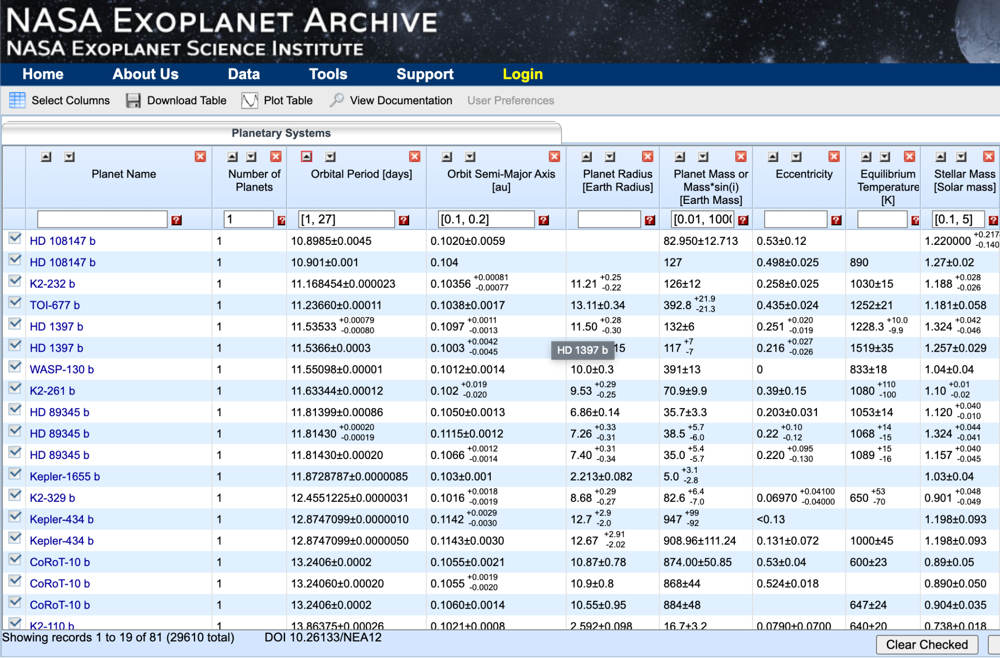 NASA EXOPLANET ARCHIVE
NASA EXOPLANET SCIENCE INSTITUTE
Home About Us Data Tools Support Login
Select Columns Download Table Plot Table View Documentation User Preferences
Planetary Systems
Planet Name Number of Planets Orbital Period [days] Orbit Semi-Major Axis [au] Planet Radius [Earth Radius] Planet Mass or Mass*sin(i) [Earth Mass] Eccentricity Equilibrium Temperature [K] Stellar Mass [Solar mass]
1 [1, 27] [0.1, 0.2] [0.01, 100 [0.1, 5]
HD 108147 b 1 10.8985±0.0045 0.1020±0.0059 82.950±12.713 0.53±0.12 1.220000 +0.217 -0.140
HD 108147 b 1 10.901±0.001 0.104 127 0.498±0.025 890 1.27±0.02
K2-232 b 1 11.168454±0.000023 0.10356 +0.00081 -0.00077 11.21 +0.25 -0.22 126±12 0.258±0.025 1030±15 1.188 +0.028 -0.026
TOI-677 b 1 11.23660±0.00011 0.1038±0.0017 13.11±0.34 392.8 +21.9 -21.3 0.435±0.024 1252±21 1.181±0.058
HD 1397 b 1 11.53533 +0.00079 -0.00080 0.1097 +0.0011 -0.0013 11.50 +0.28 -0.30 132±6 0.251 +0.020 -0.019 1228.3 +10.0 -9.9 1.324 +0.042 -0.046
HD 1397 b 1 11.5366±0.0003 0.1003 +0.0042 -0.0045 HD 1397 b 15 117 +7 -7 0.216 +0.027 -0.026 1519±35 1.257±0.029
WASP-130 b 1 11.55098±0.00001 0.1012±0.0014 10.0±0.3 391±13 0 833±18 1.04±0.04
K2-261 b 1 11.63344±0.00012 0.102 +0.019 -0.020 9.53 +0.29 -0.25 70.9±9.9 0.39±0.15 1080 +110 -100 1.10 +0.01 -0.02
HD 89345 b 1 11.81399±0.00086 0.1050±0.0013 6.86±0.14 35.7±3.3 0.203±0.031 1053±14 1.120 +0.040 -0.010
HD 89345 b 1 11.81430 +0.00020 -0.00019 0.1115±0.0012 7.26 +0.33 -0.31 38.5 +5.7 -6.0 0.22 +0.10 -0.12 1068 +14 -15 1.324 +0.044 -0.041
HD 89345 b 1 11.81430±0.00020 0.1066 +0.0012 -0.0014 7.40 +0.31 -0.34 35.0 +5.4 -5.7 0.220 +0.095 -0.130 1089 +15 -16 1.157 +0.040 -0.045
Kepler-1655 b 1 11.8728787±0.0000085 0.103±0.001 2.213±0.082 5.0 +3.1 -2.8 1.03±0.04
K2-329 b 1 12.4551225±0.0000031 0.1016 +0.0018 -0.0019 8.68 +0.29 -0.27 82.6 +6.4 -7.0 0.06970 +0.04100 -0.04000 650 +53 -70 0.901 +0.048 -0.049
Kepler-434 b 1 12.8747099±0.0000010 0.1142 +0.0029 -0.0030 12.7 +2.9 -2.0 947 +99 -92 <0.13 1.198±0.093
Kepler-434 b 1 12.8747099±0.0000050 0.1143±0.0030 12.67 +2.91 -2.02 908.96±111.24 0.131±0.072 1000±45 1.198±0.093
CoRoT-10 b 1 13.2406±0.0002 0.1055±0.0021 10.87±0.78 874.00±50.85 0.53±0.04 600±23 0.89±0.05
CoRoT-10 b 1 13.24060±0.00020 0.1055 +0.0019 -0.0020 10.9±0.8 868±44 0.524±0.018 0.890±0.050
CoRoT-10 b 1 13.2406±0.0002 0.1060±0.0014 10.55±0.95 884±48 647±24 0.904±0.035
K2-110 b 1 13.86375±0.00026 0.1021±0.0008 2.592±0.098 16.7±3.2 0.0790±0.0700 640±20 0.738±0.018
Showing records 1 to 19 of 81 (29610 total) DOI 10.26133/NEA12
Clear Checked